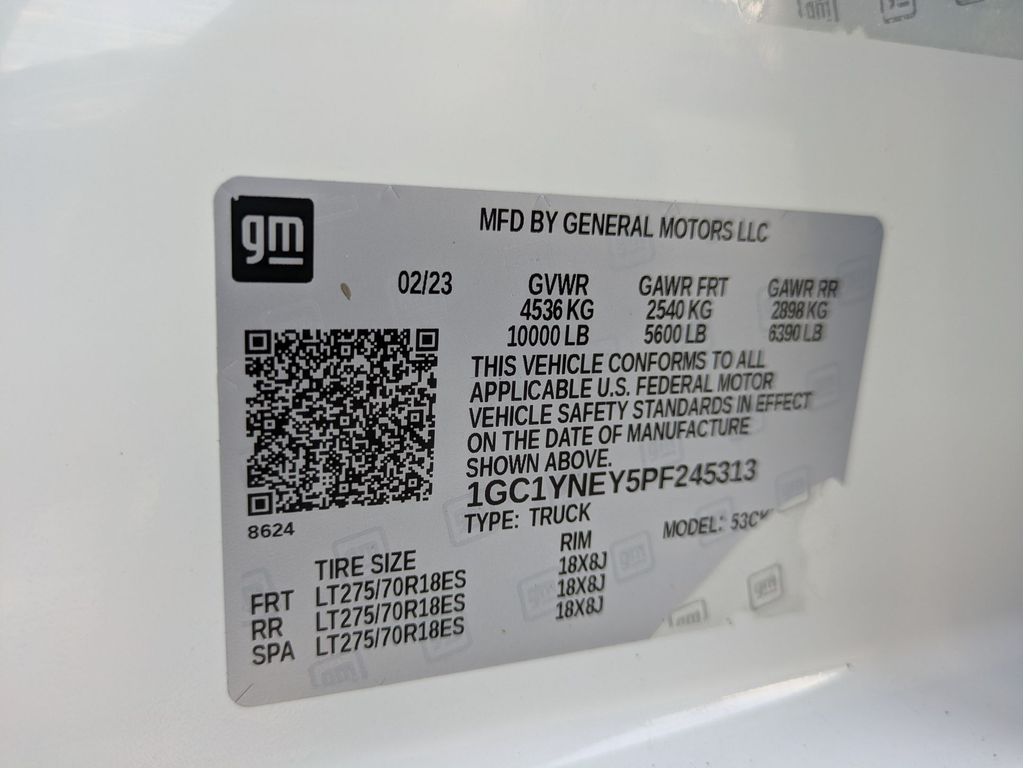 gm
MFD BY GENERAL MOTORS LLC
02/23 GVWR GAWR FRT GAWR RR
4536 KG 2540 KG 2898 KG
10000 LB 5600 LB 6390 LB
THIS VEHICLE CONFORMS TO ALL
APPLICABLE U.S. FEDERAL MOTOR
VEHICLE SAFETY STANDARDS IN EFFECT
ON THE DATE OF MANUFACTURE
SHOWN ABOVE.
1GC1YNEY5PF245313
8624
TYPE: TRUCK MODEL:
TIRE SIZE RIM
FRT LT275/70R18ES 18X8J
RR LT275/70R18ES 18X8J
SPA LT275/70R18ES 18X8J